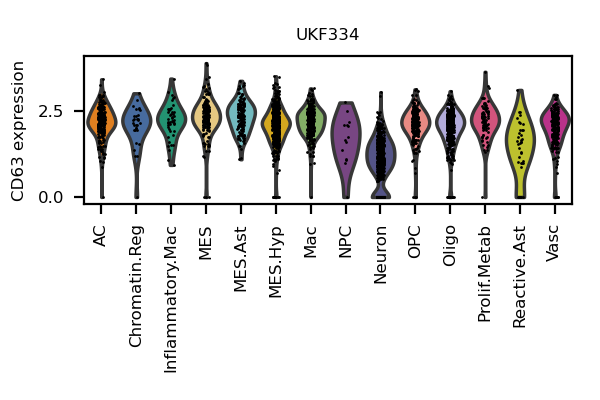 UKF334
CD63 expression
2.5
0.0
AC
Chromatin.Reg
Inflammatory.Mac
MES
MES.Ast
MES.Hyp
Mac
NPC
Neuron
OPC
Oligo
Prolif.Metab
Reactive.Ast
Vasc